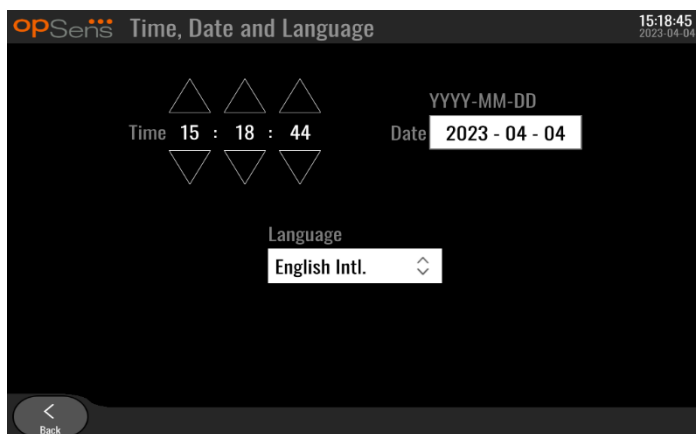 opSens Time, Date and Language
15:18:45
2023-04-04
YYYY-MM-DD
Time 15 : 18 : 44
Date 2023 - 04 - 04
Language
English Intl.
Back